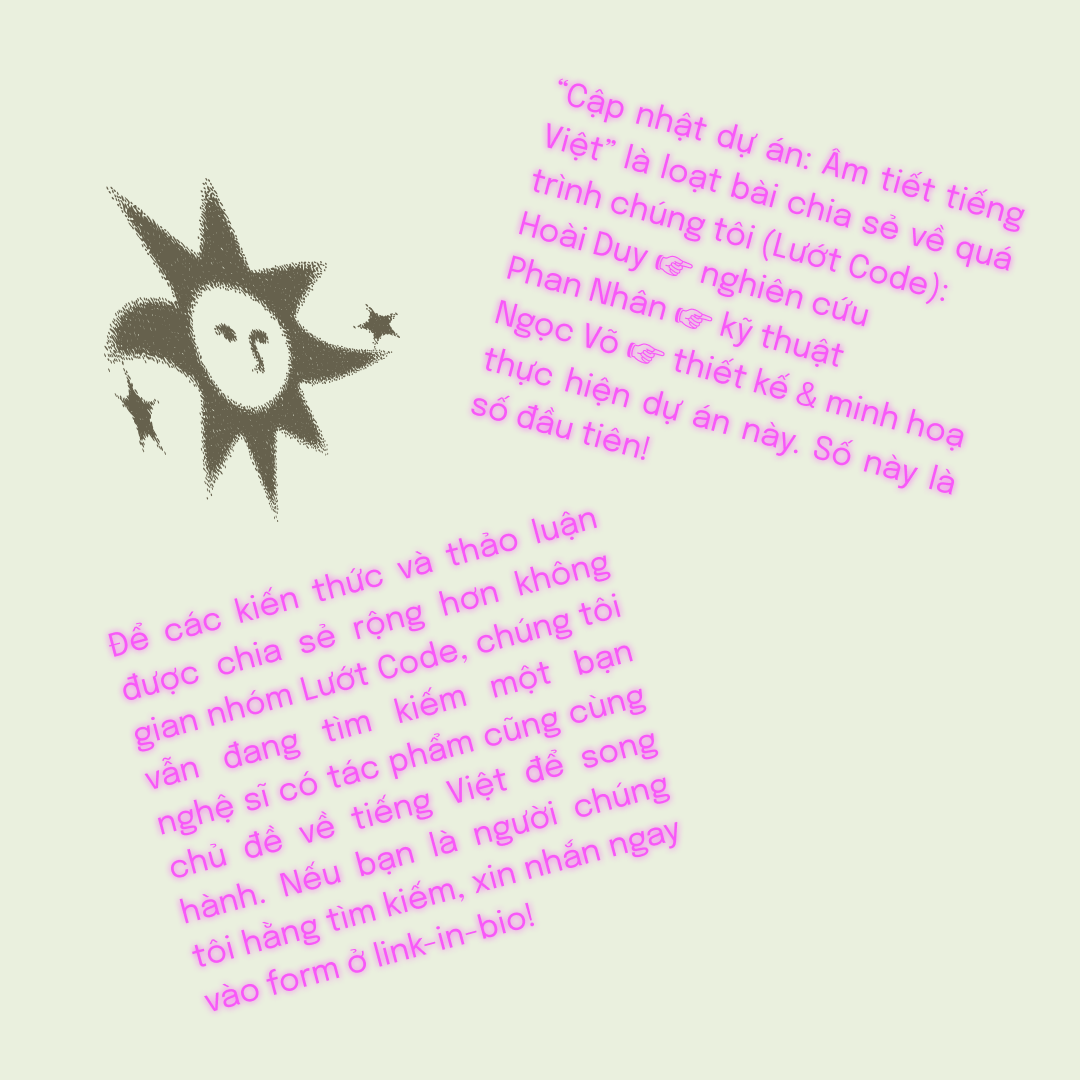 “Cập nhật dự án: Âm tiết tiếng
Việt” là loạt bài chia sẻ về quá
trình chúng tôi (Lướt Code):
Hoài Duy 👉 nghiên cứu
Phan Nhân 👉 kỹ thuật
Ngọc Võ 👉 thiết kế & minh hoạ
thực hiện dự án này. Số này là
số đầu tiên!
Để các kiến thức và thảo luận
được chia sẻ rộng hơn không
gian nhóm Lướt Code, chúng tôi
vẫn đang tìm kiếm một bạn
nghệ sĩ có tác phẩm cũng cùng
chủ đề về tiếng Việt để song
hành. Nếu bạn là người chúng
tôi hằng tìm kiếm, xin nhắn ngay
vào form ở link-in-bio!